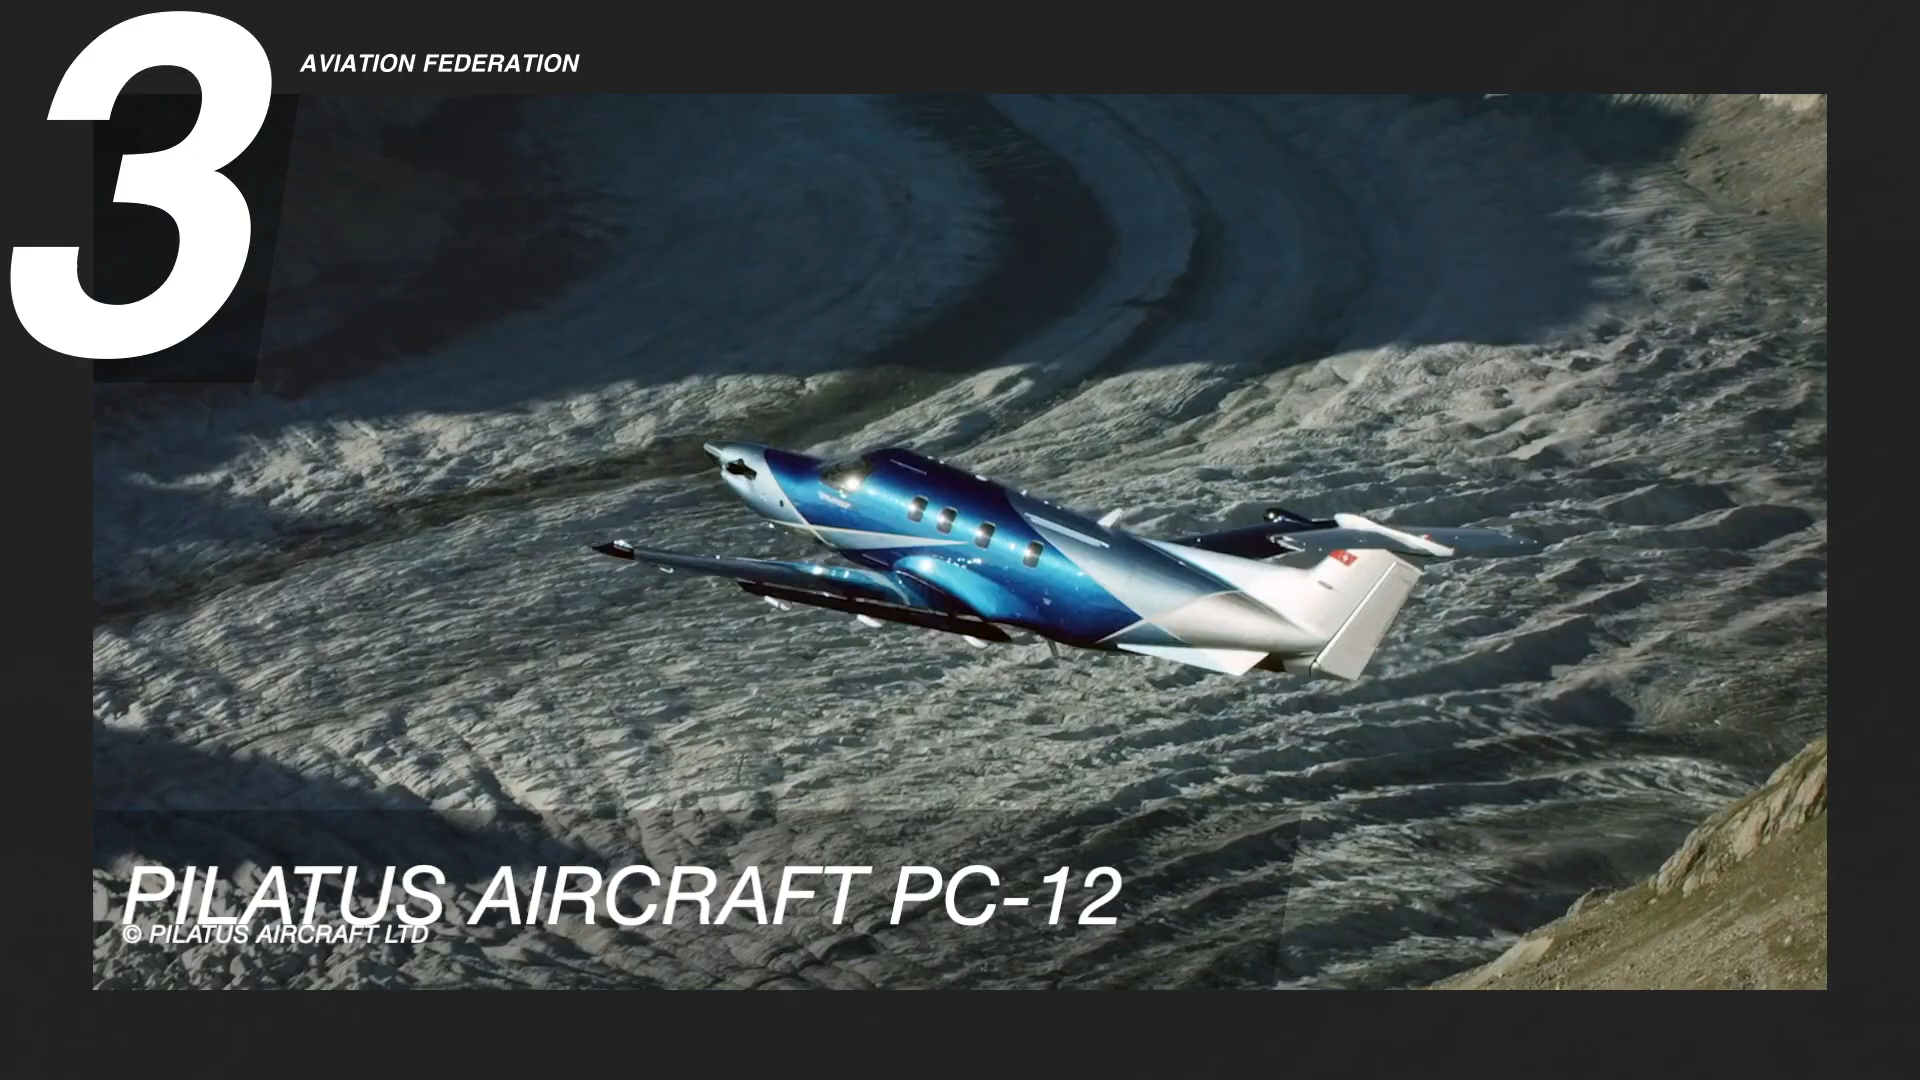 3
AVIATION FEDERATION
PILATUS AIRCRAFT PC-12
© PILATUS AIRCRAFT LTD